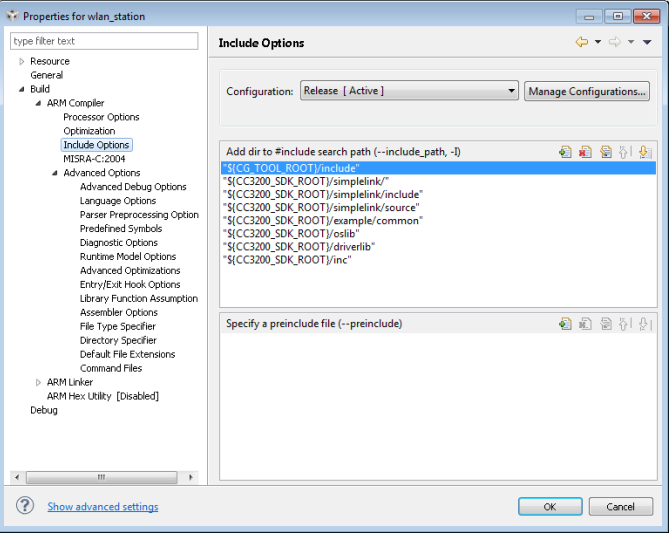 Properties for wlan_station
type filter text
Resource
General
Build
ARM Compiler
Processor Options
Optimization
Include Options
MISRA-C:2004
Advanced Options
Advanced Debug Options
Language Options
Parser Preprocessing Option
Predefined Symbols
Diagnostic Options
Runtime Model Options
Advanced Optimizations
Entry/Exit Hook Options
Library Function Assumption
Assembler Options
File Type Specifier
Directory Specifier
Default File Extensions
Command Files
ARM Linker
ARM Hex Utility [Disabled]
Debug
Include Options
Configuration: Release [ Active ] Manage Configurations...
Add dir to #include search path (--include_path, -I)
"${CG_TOOL_ROOT}/include"
"${CC3200_SDK_ROOT}/simplelink/"
"${CC3200_SDK_ROOT}/simplelink/include"
"${CC3200_SDK_ROOT}/simplelink/source"
"${CC3200_SDK_ROOT}/example/common"
"${CC3200_SDK_ROOT}/oslib"
"${CC3200_SDK_ROOT}/driverlib"
"${CC3200_SDK_ROOT}/inc"
Specify a preinclude file (--preinclude)
Show advanced settings
OK Cancel